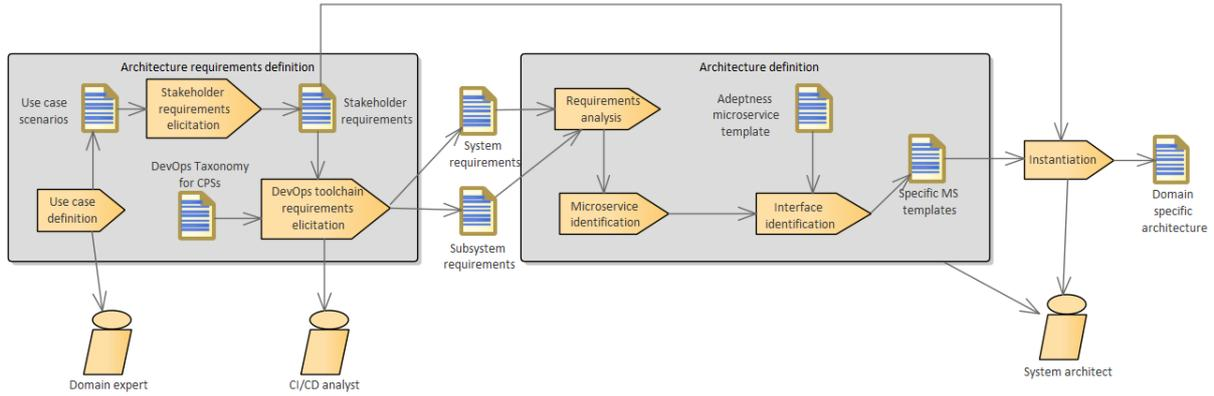 Architecture requirements definition
Use case
scenarios
Stakeholder
requirements
elicitation
Stakeholder
requirements
DevOps Taxonomy
for CPSs
Use case
definition
DevOps toolchain
requirements
elicitation
System
requirements
Subsystem
requirements
Architecture definition
Requirements
analysis
Adeptness
microservice
template
Microservice
identification
Interface
identification
Specific MS
templates
Instantiation
Domain
specific
architecture
Domain expert
CI/CD analyst
System architect